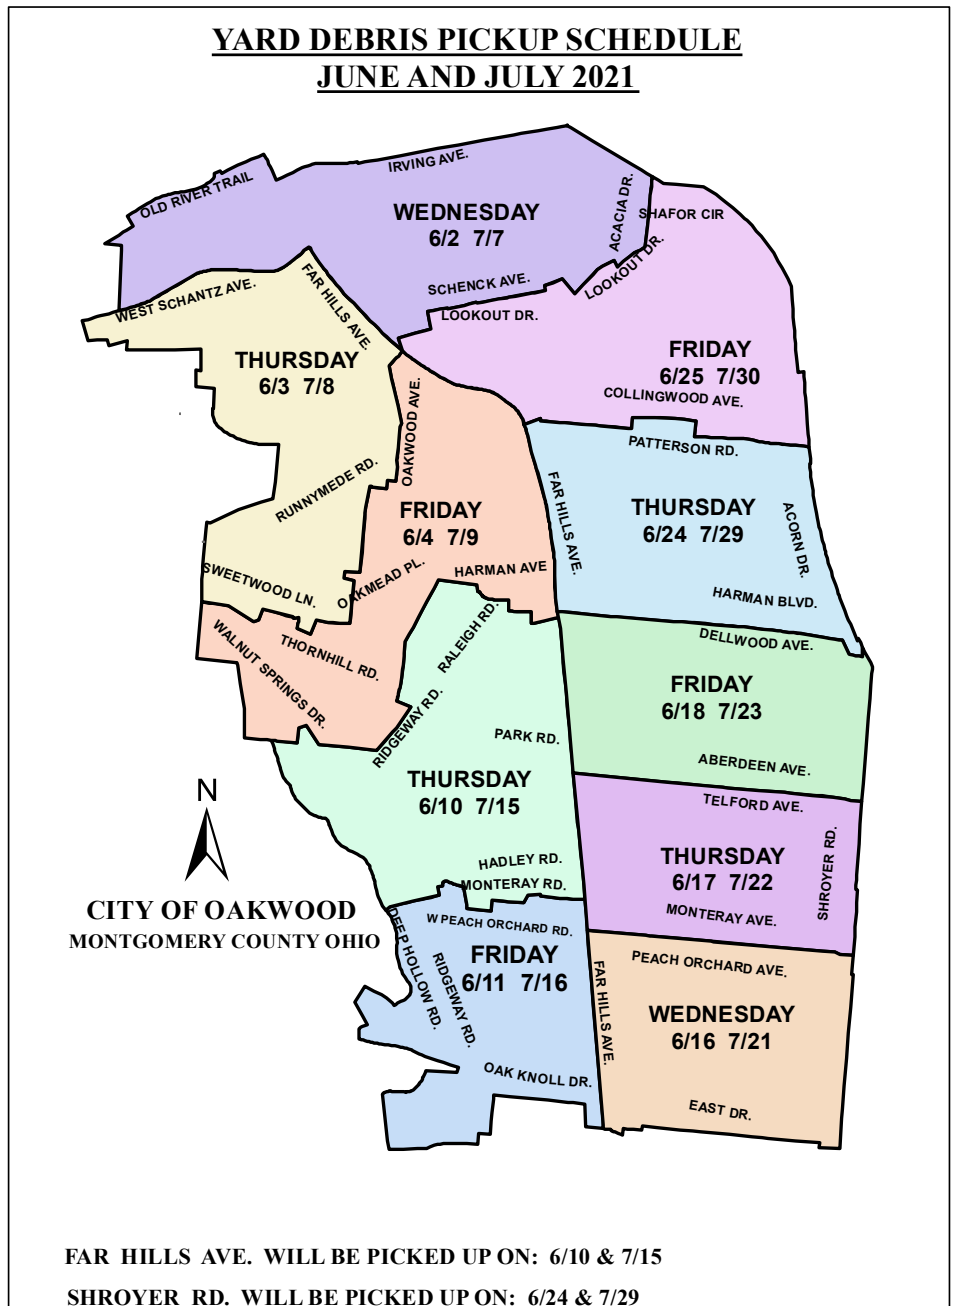 YARD DEBRIS PICKUP SCHEDULE
JUNE AND JULY 2021
IRVING AVE.
OLD RIVER TRAIL
ACACIA DR.
WEDNESDAY
6/2 7/7
SHAFOR CIR
LOOKOUT DR.
SCHENCK AVE.
LOOKOUT DR.
WEST SCHANTZ AVE.
FAR HILLS AVE.
THURSDAY
6/3 7/8
FRIDAY
6/25 7/30
COLLINGWOOD AVE.
OAKWOOD AVE.
PATTERSON RD.
RUNNYMEDE RD.
FRIDAY
6/4 7/9
FAR HILLS AVE.
THURSDAY
6/24 7/29
ACORN DR.
SWEETWOOD LN.
OAKMEAD PL.
HARMAN AVE
HARMAN BLVD.
WALNUT SPRINGS DR.
THORNHILL RD.
RALEIGH RD.
DELLWOOD AVE.
FRIDAY
6/18 7/23
RIDGEWAY RD.
PARK RD.
ABERDEEN AVE.
THURSDAY
6/10 7/15
TELFORD AVE.
SHROYER RD.
N
HADLEY RD.
MONTERAY RD.
THURSDAY
6/17 7/22
MONTERAY AVE.
CITY OF OAKWOOD
MONTGOMERY COUNTY OHIO
DEEP HOLLOW RD.
W PEACH ORCHARD RD.
FRIDAY
6/11 7/16
RIDGEWAY RD.
FAR HILLS AVE.
PEACH ORCHARD AVE.
WEDNESDAY
6/16 7/21
OAK KNOLL DR.
EAST DR.
FAR HILLS AVE. WILL BE PICKED UP ON: 6/10 & 7/15
SHROYER RD. WILL BE PICKED UP ON: 6/24 & 7/29